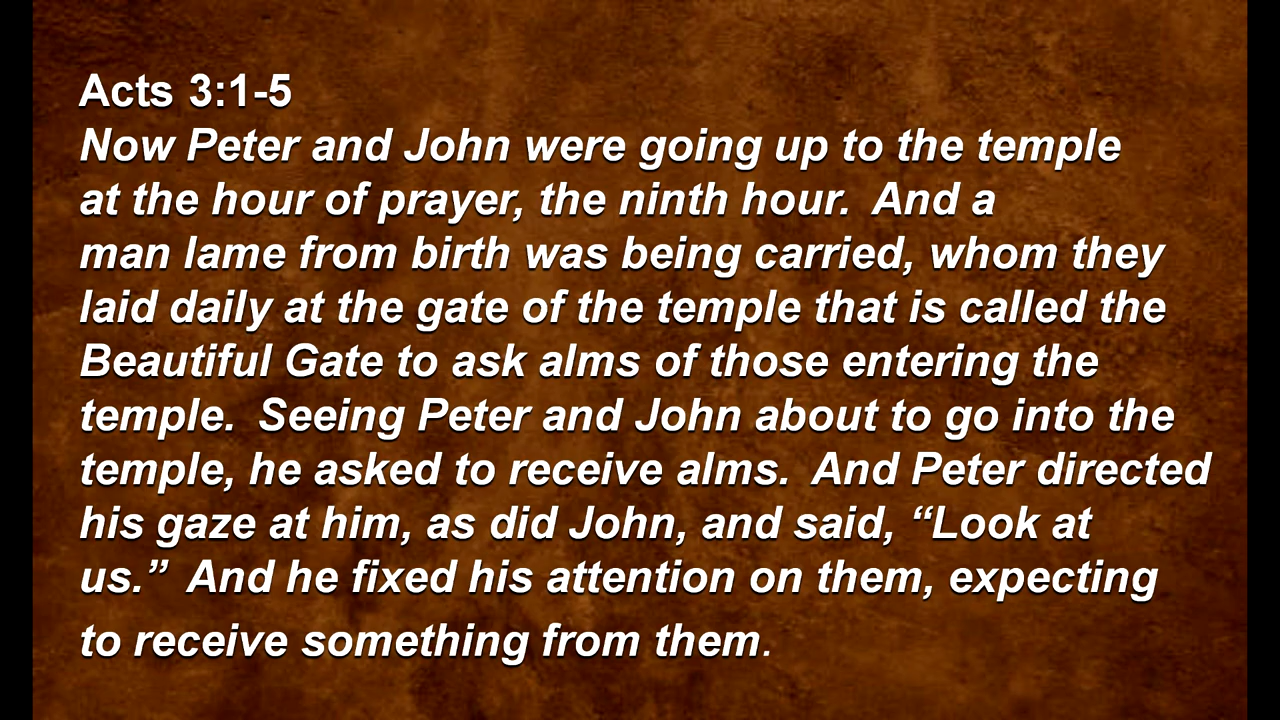 Acts 3:1-5
Now Peter and John were going up to the temple
at the hour of prayer, the ninth hour.  And a
man lame from birth was being carried, whom they
laid daily at the gate of the temple that is called the
Beautiful Gate to ask alms of those entering the
temple.  Seeing Peter and John about to go into the
temple, he asked to receive alms.  And Peter directed
his gaze at him, as did John, and said, “Look at
us.”  And he fixed his attention on them, expecting
to receive something from them.